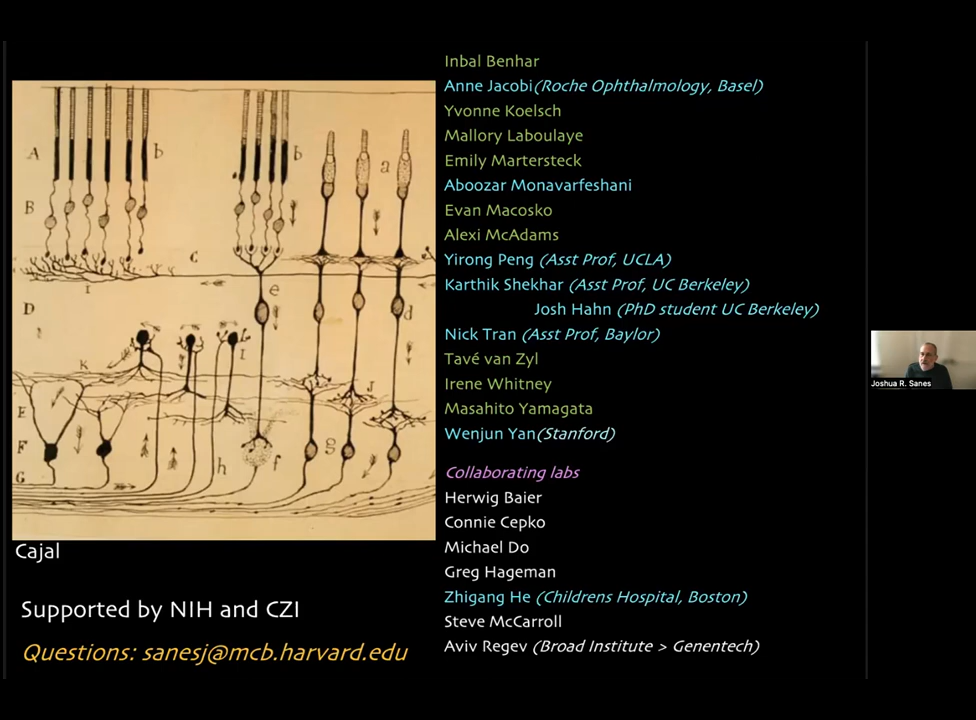 Inbal Benhar
Anne Jacobi(Roche Ophthalmology, Basel)
Yvonne Koelsch
Mallory Laboulaye
Emily Martersteck
Aboozar Monavarfeshani
Evan Macosko
Alexi McAdams
Yirong Peng (Asst Prof, UCLA)
Karthik Shekhar (Asst Prof, UC Berkeley)
Josh Hahn (PhD student UC Berkeley)
Nick Tran (Asst Prof, Baylor)
Tavé van Zyl
Irene Whitney
Masahito Yamagata
Wenjun Yan(Stanford)
Collaborating labs
Herwig Baier
Connie Cepko
Michael Do
Greg Hageman
Zhigang He (Childrens Hospital, Boston)
Steve McCarroll
Aviv Regev (Broad Institute > Genentech)
A b b a
B
C
e
D d
K J
E
F h f g
G
Cajal
Supported by NIH and CZI
Questions: sanesj@mcb.harvard.edu
Joshua R. Sanes